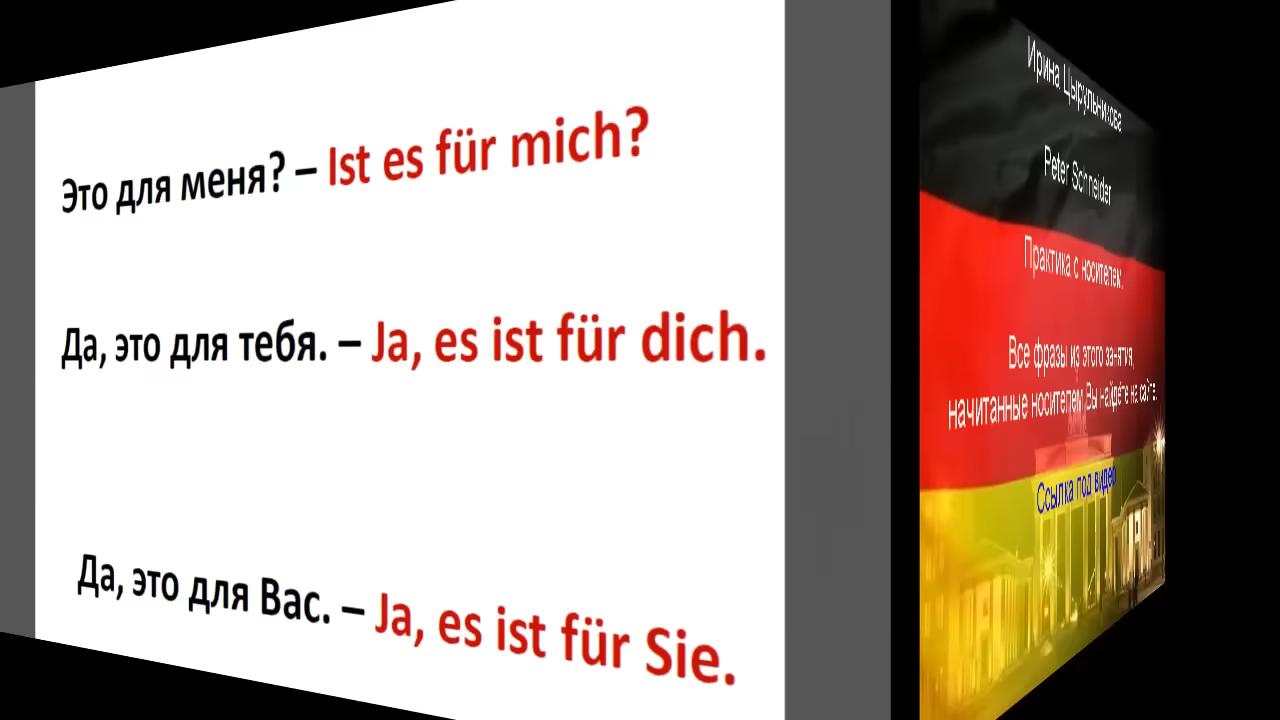 Это для меня? – Ist es für mich?
Да, это для тебя. – Ja, es ist für dich.
Да, это для Вас. – Ja, es ist für Sie.
Ирина Цырульникова
Peter Schneider
Практика с носителем.
Все фразы из этого занятия,
начитанные носителем, Вы найдёте на сайте.
Ссылка под видео